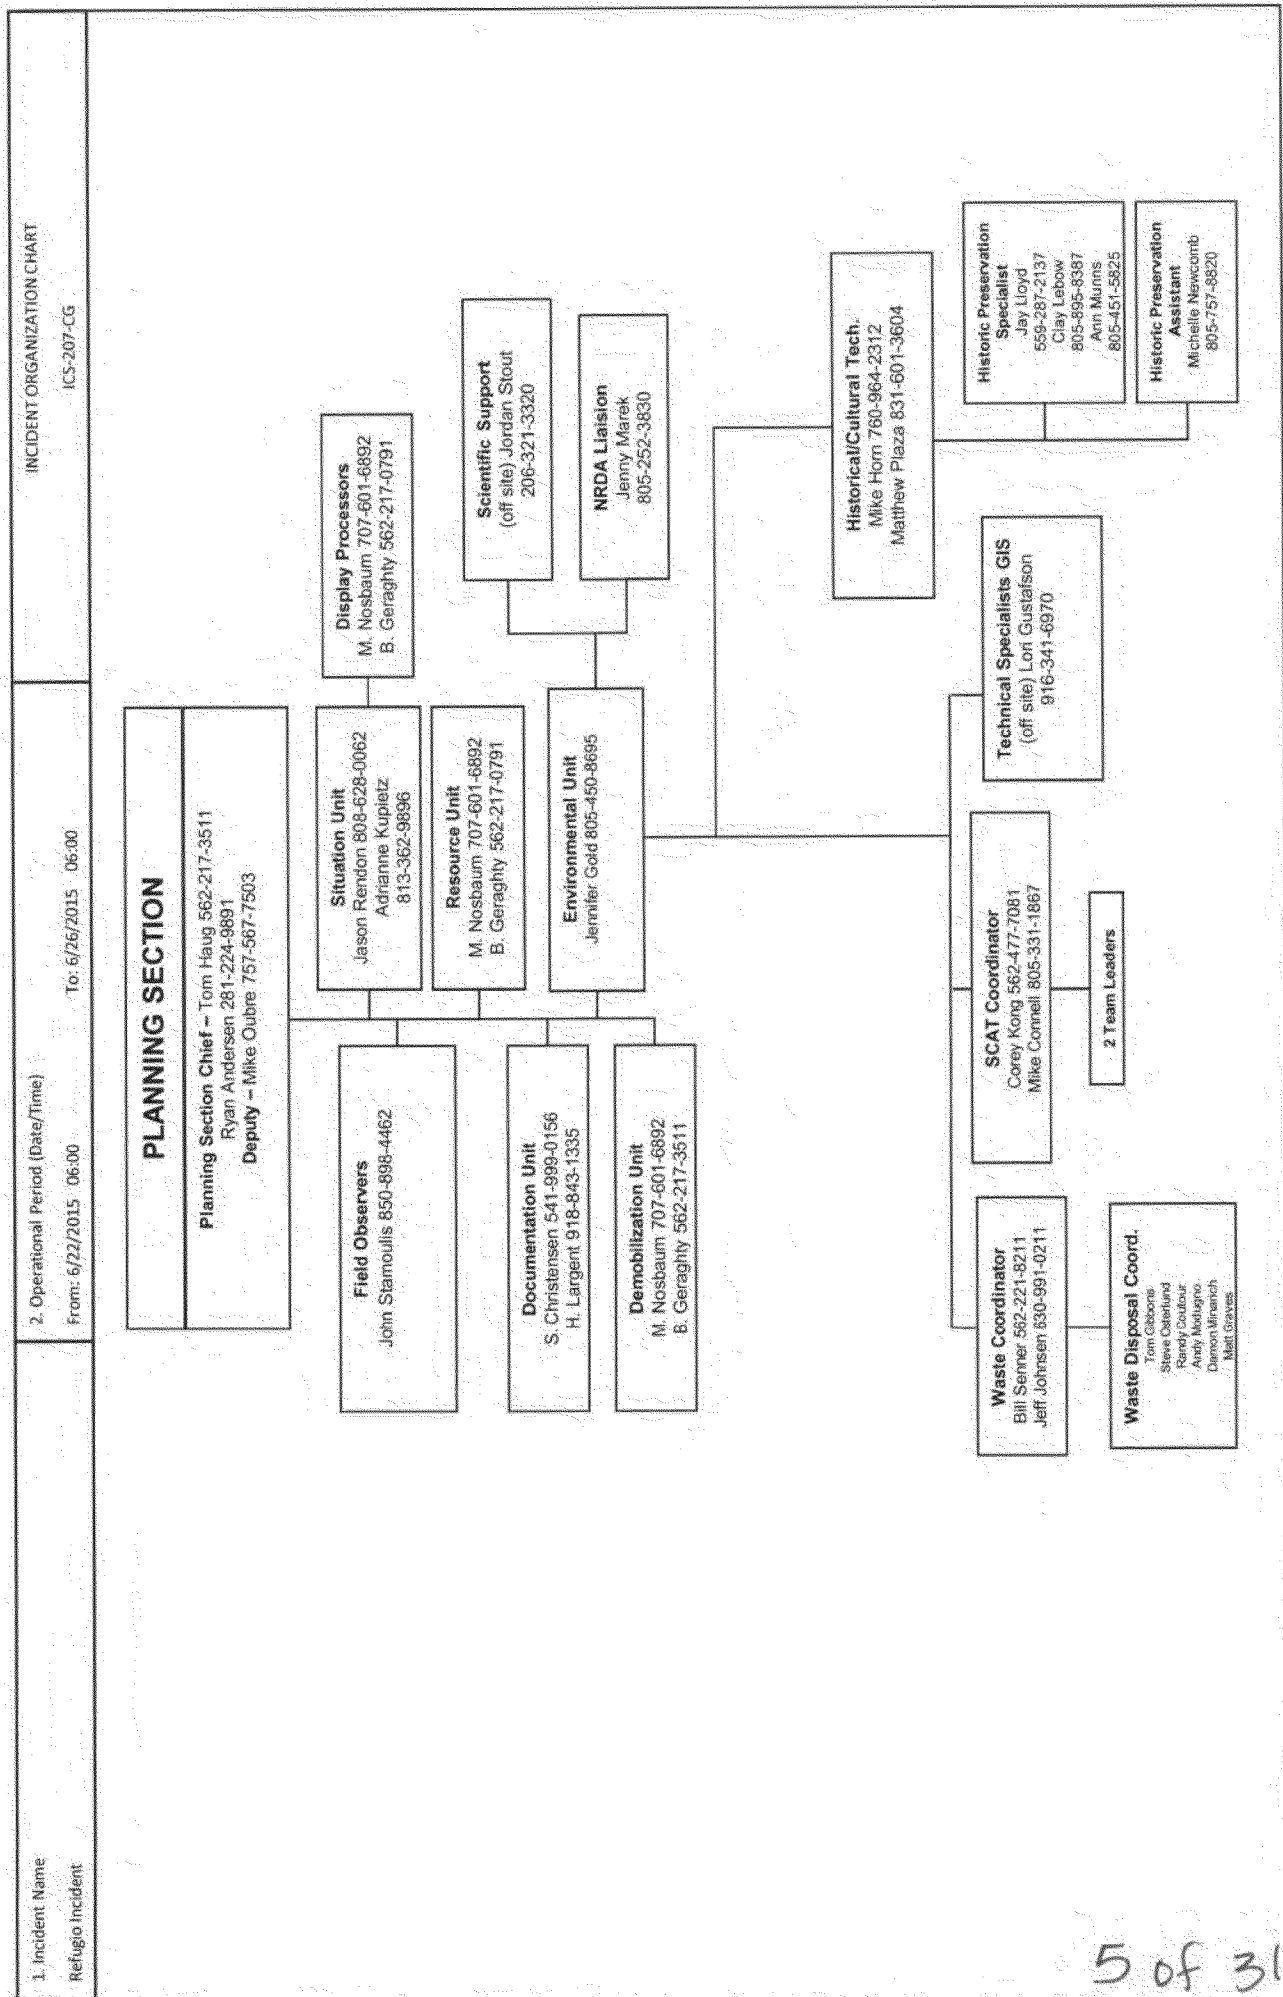 1. Incident Name
Refugio Incident
2. Operational Period (Date/Time)
From: 6/22/2015 06:00 To: 6/26/2015 06:00
INCIDENT ORGANIZATION CHART
ICS-207-CG
PLANNING SECTION
Planning Section Chief – Tom Haug 562-217-3511
Ryan Andersen 281-224-9891
Deputy – Mike Oubre 757-567-7503
Field Observers
John Stamoulis 850-898-4462
Situation Unit
Jason Rendon 808-628-0062
Adrianne Kupietz
813-362-9896
Display Processors
M. Nosbaum 707-601-6892
B. Geraghty 562-217-0791
Resource Unit
M. Nosbaum 707-601-6892
B. Geraghty 562-217-0791
Documentation Unit
S. Christensen 541-999-0156
H. Largent 918-843-1335
Environmental Unit
Jennifer Gold 805-450-8695
Scientific Support
(off site) Jordan Stout
206-321-3320
NRDA Liaision
Jenny Marek
805-252-3830
Demobilization Unit
M. Nosbaum 707-601-6892
B. Geraghty 562-217-3511
Historical/Cultural Tech.
Mike Horn 760-964-2312
Matthew Plaza 831-601-3604
Historic Preservation
Specialist
Jay Lloyd
559-287-2137
Clay Lebow
805-895-8387
Ann Munns
805-451-5825
Historic Preservation
Assistant
Michelle Newcomb
805-757-8820
Waste Coordinator
Bill Senner 562-221-8211
Jeff Johnsen 630-991-0211
SCAT Coordinator
Corey Kong 562-477-7081
Mike Connell 805-331-1867
Technical Specialists GIS
(off site) Lori Gustafson
916-341-6970
Waste Disposal Coord.
Tom Gibbons
Steve Osterlund
Randy Coutour
Andy Modugno
Damon Minarich
Matt Graves
2 Team Leaders
5 of 31